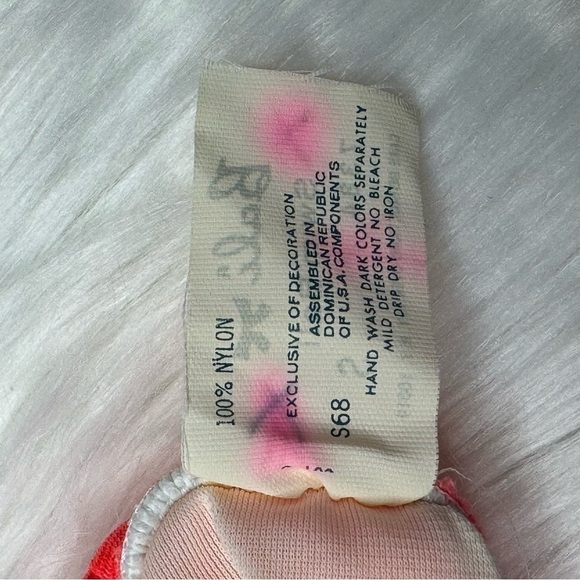 100% NYLON
EXCLUSIVE OF DECORATION
ASSEMBLED IN
DOMINICAN REPUBLIC
OF U.S.A. COMPONENTS
S68
HAND WASH DARK COLORS SEPARATELY
MILD DETERGENT NO BLEACH
DRIP DRY NO IRON